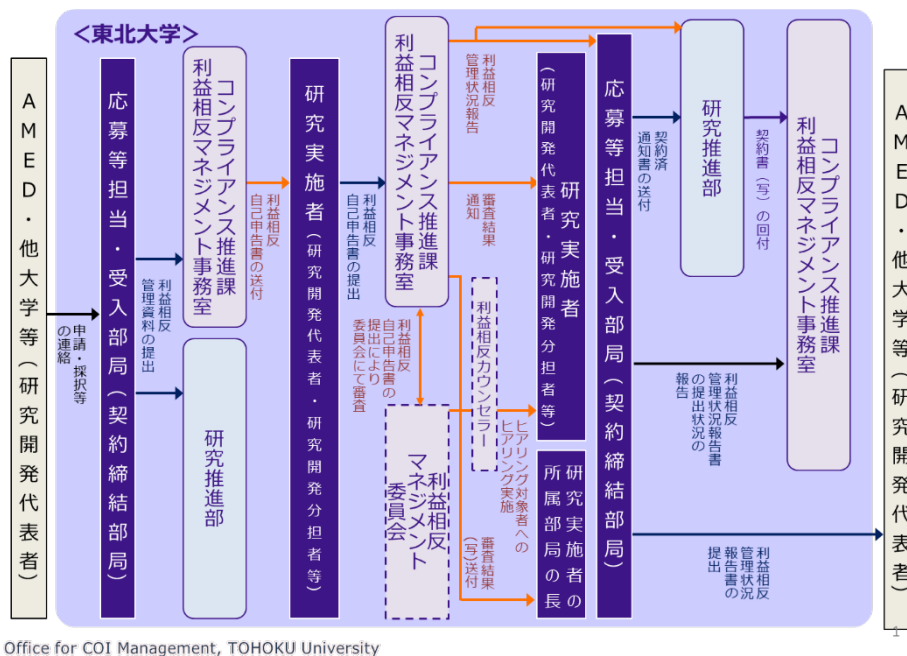 <東北大学>
AMED・他大学等(研究開発代表者)
申請・採択等
の連絡
応募等担当・受入部局(契約締結部局)
利益相反
管理資料の提出
コンプライアンス推進課
利益相反マネジメント事務室
研究推進部
利益相反
自己申告書の送付
研究実施者(研究開発代表者・研究開発分担者等)
利益相反
自己申告書の提出
コンプライアンス推進課
利益相反マネジメント事務室
利益相反
自己申告書の
提出により
委員会にて審査
利益相反
マネジメント
委員会
利益相反
管理状況報告
審査結果
通知
利益相反カウンセラー
ヒアリング対象者への
ヒアリング実施
審査結果
(写)送付
研究実施者
(研究開発代表者・研究開発分担者等)
研究実施者の
所属部局の長
応募等担当・受入部局(契約締結部局)
契約済
通知書の送付
研究推進部
契約書(写)の回付
コンプライアンス推進課
利益相反マネジメント事務室
利益相反
管理状況報告書
の提出状況の
報告
利益相反
管理状況
報告書の
提出
AMED・他大学等(研究開発代表者)
1
Office for COI Management, TOHOKU University